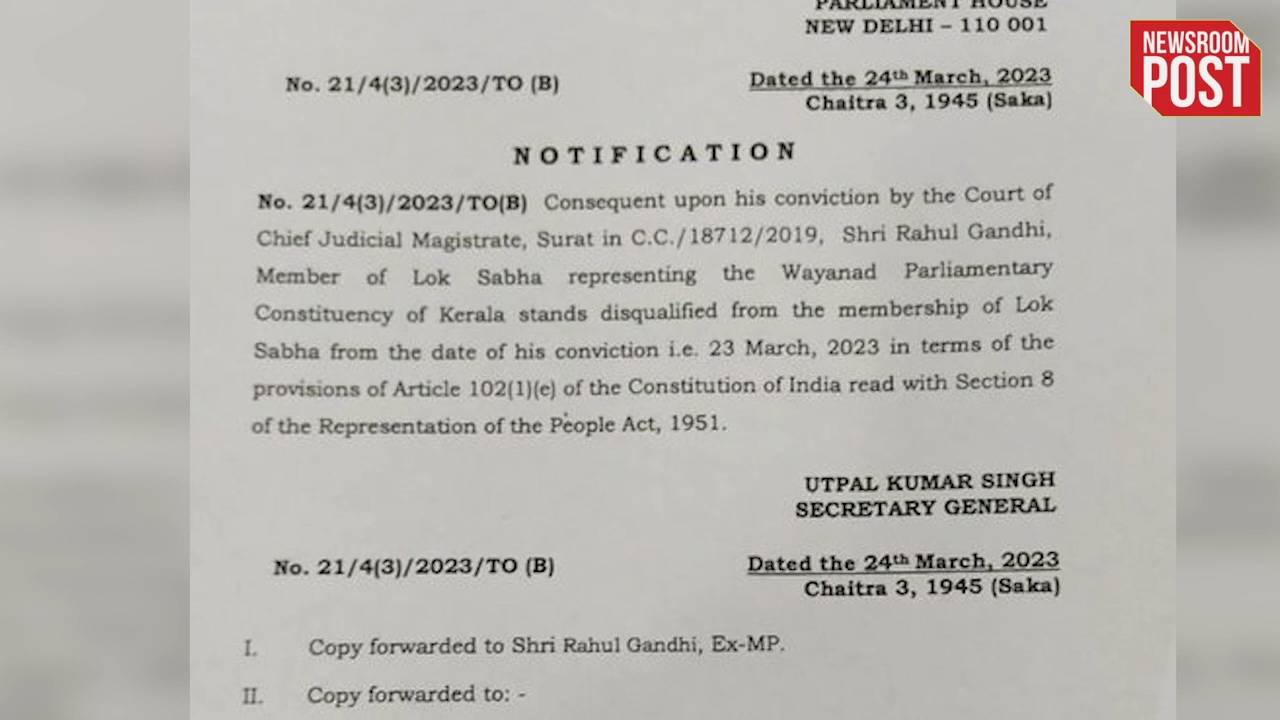 PARLIAMENT HOUSE
NEW DELHI – 110 001
NEWSROOM
POST
No. 21/4(3)/2023/TO (B)
Dated the 24th March, 2023
Chaitra 3, 1945 (Saka)
NOTIFICATION
No. 21/4(3)/2023/TO(B) Consequent upon his conviction by the Court of
Chief Judicial Magistrate, Surat in C.C./18712/2019, Shri Rahul Gandhi,
Member of Lok Sabha representing the Wayanad Parliamentary
Constituency of Kerala stands disqualified from the membership of Lok
Sabha from the date of his conviction i.e. 23 March, 2023 in terms of the
provisions of Article 102(1)(e) of the Constitution of India read with Section 8
of the Representation of the People Act, 1951.
UTPAL KUMAR SINGH
SECRETARY GENERAL
No. 21/4(3)/2023/TO (B)
Dated the 24th March, 2023
Chaitra 3, 1945 (Saka)
I. Copy forwarded to Shri Rahul Gandhi, Ex-MP.
II. Copy forwarded to: -